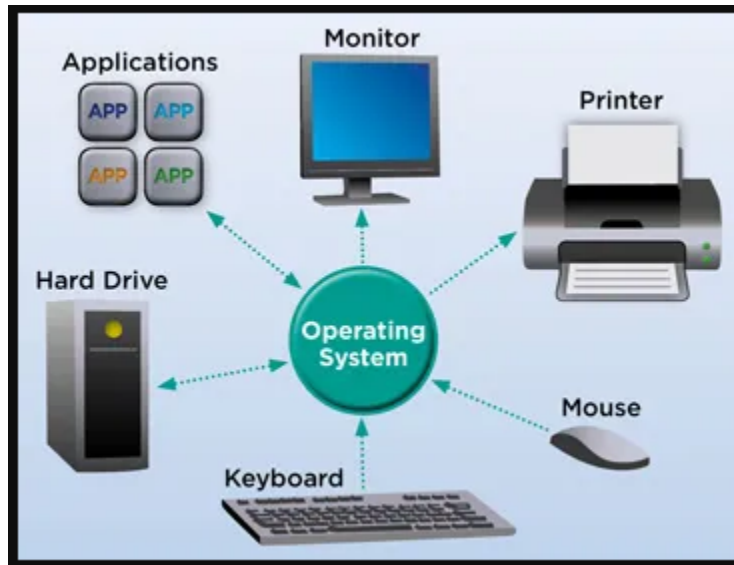 Monitor
Applications
APP APP
APP APP
Printer
Hard Drive
Operating
System
Mouse
Keyboard